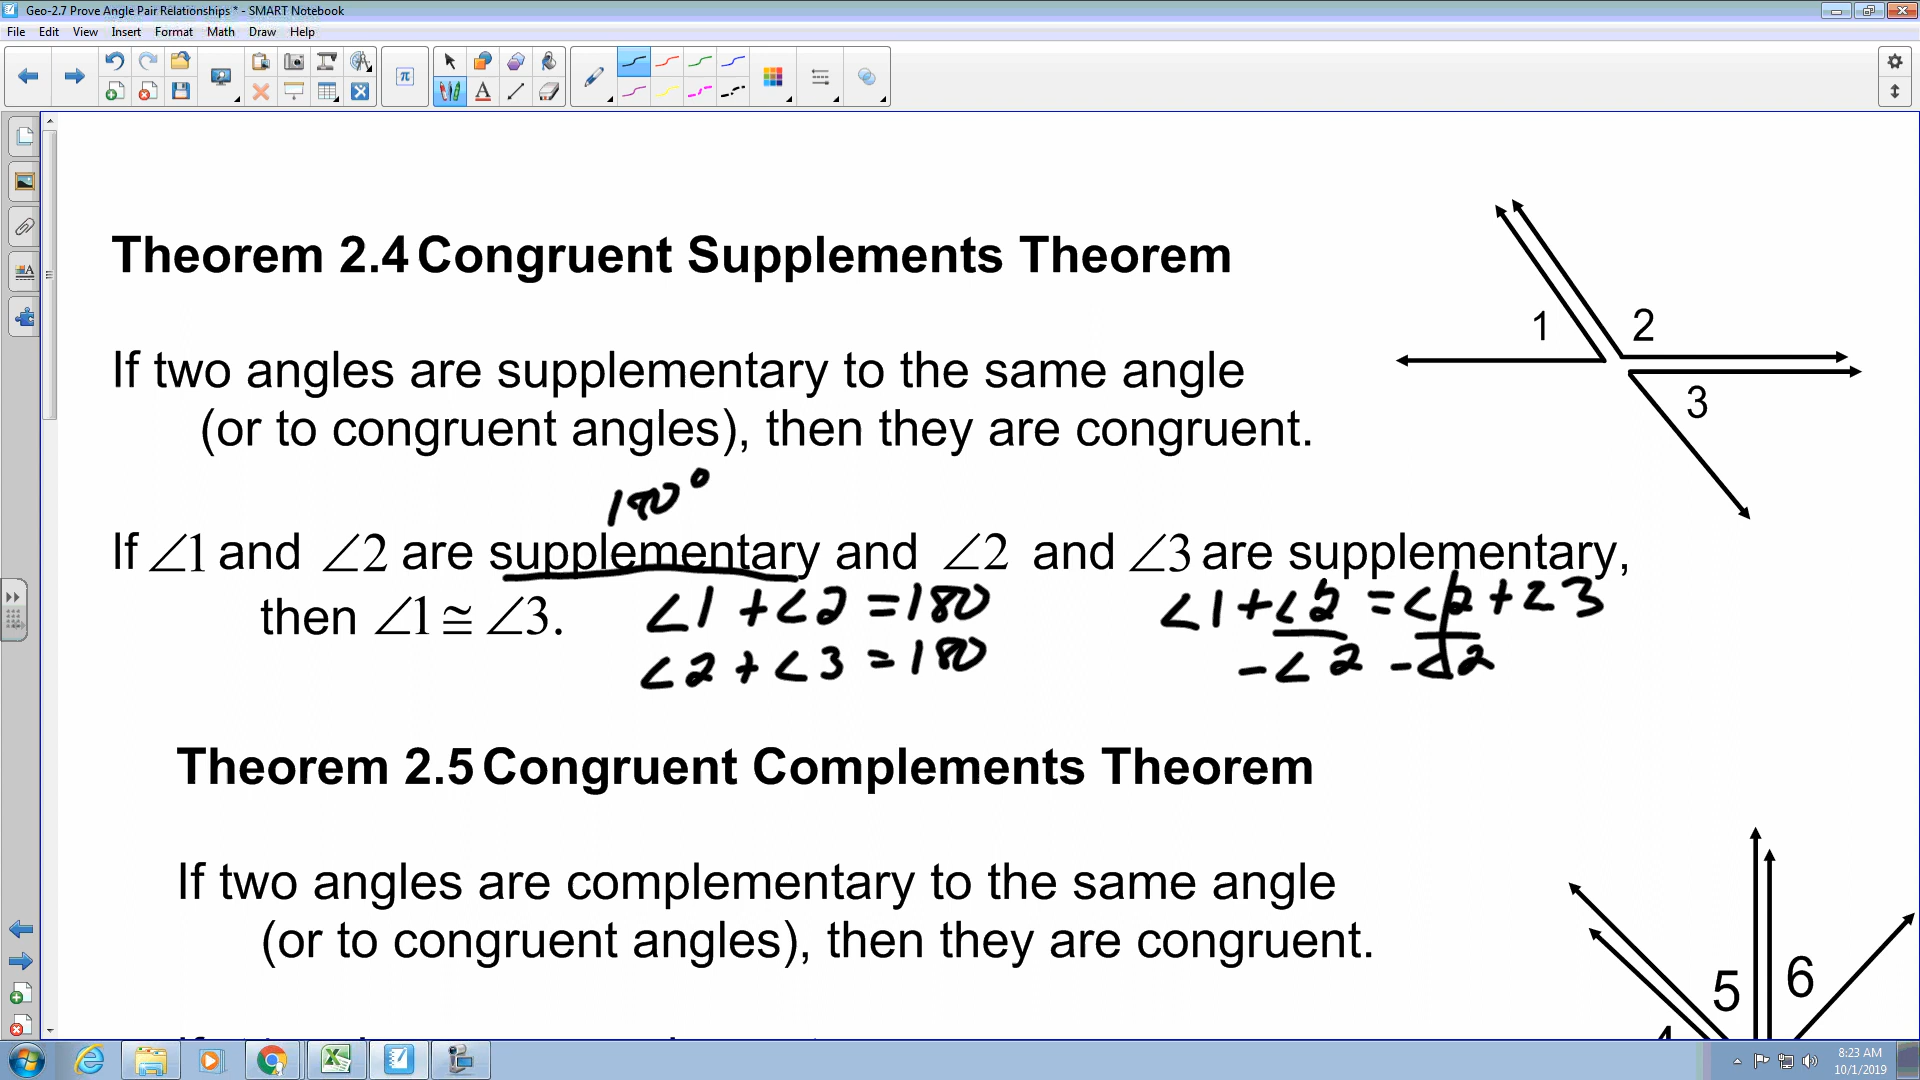 Geo-2.7 Prove Angle Pair Relationships * - SMART Notebook
File Edit View Insert Format Math Draw Help
Theorem 2.4 Congruent Supplements Theorem
1 2
3
If two angles are supplementary to the same angle
(or to congruent angles), then they are congruent.
180°
If ∠1 and ∠2 are supplementary and ∠2 and ∠3 are supplementary,
then ∠1 ≅ ∠3.
∠1 + ∠2 = 180
∠2 + ∠3 = 180
∠1 + ∠2 = ∠2 + ∠3
-∠2 -∠2
Theorem 2.5 Congruent Complements Theorem
If two angles are complementary to the same angle
(or to congruent angles), then they are congruent.
5 6
8:23 AM
10/1/2019